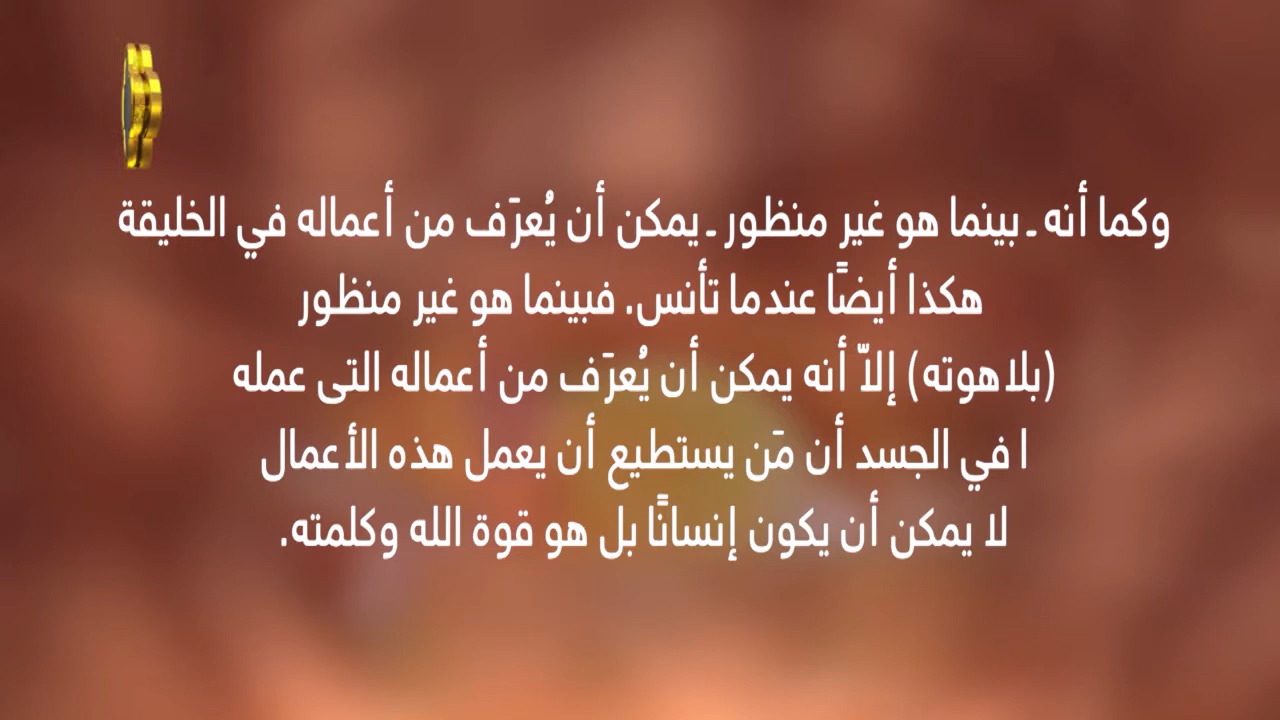 وكما أنه ـ بينما هو غير منظور ـ يمكن أن يُعرَف من أعماله في الخليقة
هكذا أيضًا عندما تأنس. فبينما هو غير منظور
(بلاهوته) إلاّ أنه يمكن أن يُعرَف من أعماله التى عمله
ا في الجسد أن مَن يستطيع أن يعمل هذه الأعمال
لا يمكن أن يكون إنسانًا بل هو قوة الله وكلمته.